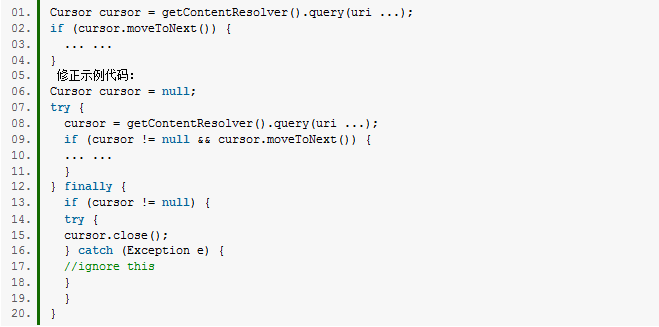 01. Cursor cursor = getContentResolver().query(uri ...);
02. if (cursor.moveToNext()) {
03.   ... ...
04. }
05.  修正示例代码:
06. Cursor cursor = null;
07. try {
08.   cursor = getContentResolver().query(uri ...);
09.   if (cursor != null && cursor.moveToNext()) {
10.   ... ...
11.   }
12. } finally {
13.   if (cursor != null) {
14.   try {
15.   cursor.close();
16.   } catch (Exception e) {
17.   //ignore this
18.   }
19.   }
20. }